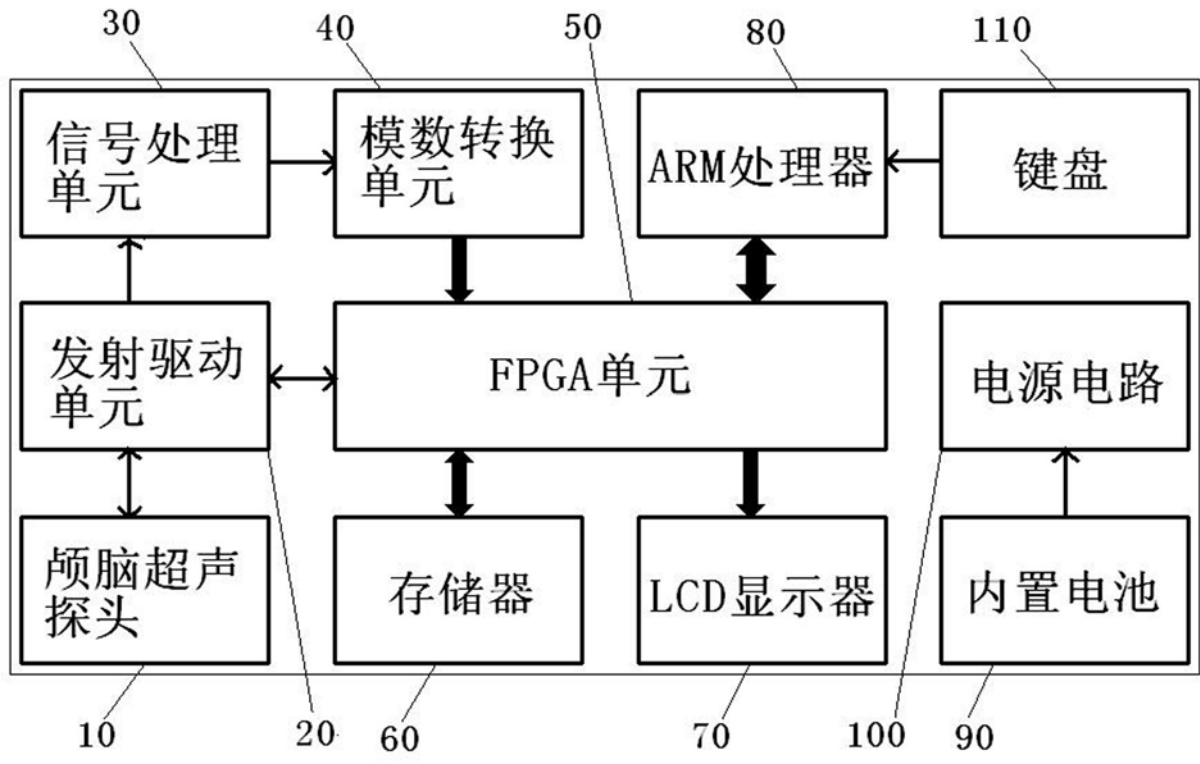 30
40
50
80
110
信号处理
单元
模数转换
单元
ARM处理器
键盘
发射驱动
单元
FPGA单元
电源电路
颅脑超声
探头
存储器
LCD显示器
内置电池
10
20
60
70
100
90